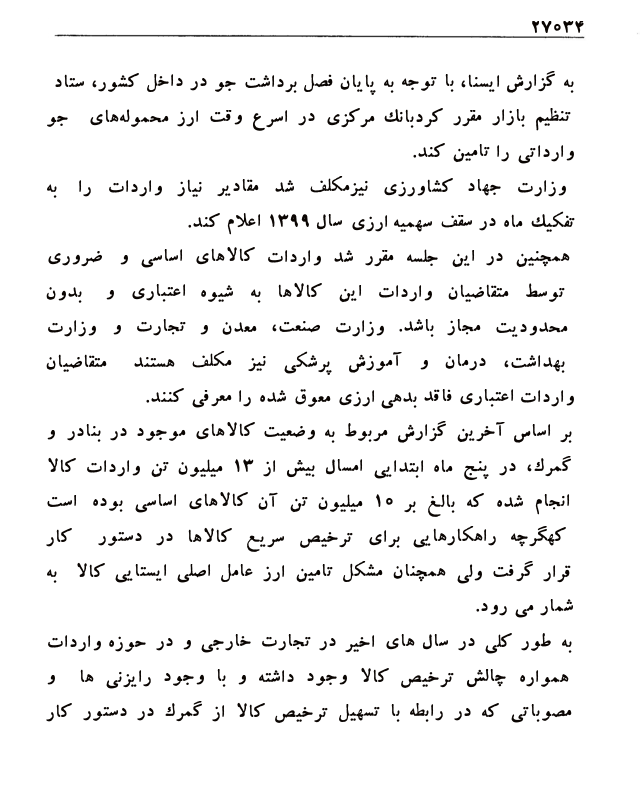 ۲۷۰۳۴
به گزارش ایسنا، با توجه به پایان فصل برداشت جو در داخل کشور، ستاد
تنظیم بازار مقرر کردبانک مرکزی در اسرع وقت ارز محموله‌های جو
وارداتی را تامین کند.
وزارت جهاد کشاورزی نیزمکلف شد مقادیر نیاز واردات را به
تفکیک ماه در سقف سهمیه ارزی سال ۱۳۹۹ اعلام کند.
همچنین در این جلسه مقرر شد واردات کالاهای اساسی و ضروری
توسط متقاضیان واردات این کالاها به شیوه اعتباری و بدون
محدودیت مجاز باشد. وزارت صنعت، معدن و تجارت و وزارت
بهداشت، درمان و آموزش پرشکی نیز مکلف هستند متقاضیان
واردات اعتباری فاقد بدهی ارزی معوق شده را معرفی کنند.
بر اساس آخرین گزارش مربوط به وضعیت کالاهای موجود در بنادر و
گمرک، در پنج ماه ابتدایی امسال بیش از ۱۳ میلیون تن واردات کالا
انجام شده که بالغ بر ۱۰ میلیون تن آن کالاهای اساسی بوده است
کهگرچه راهکارهایی برای ترخیص سریع کالاها در دستور کار
قرار گرفت ولی همچنان مشکل تامین ارز عامل اصلی ایستایی کالا به
شمار می رود.
به طور کلی در سال های اخیر در تجارت خارجی و در حوزه واردات
همواره چالش ترخیص کالا وجود داشته و با وجود رایزنی ها و
مصوباتی که در رابطه با تسهیل ترخیص کالا از گمرک در دستور کار